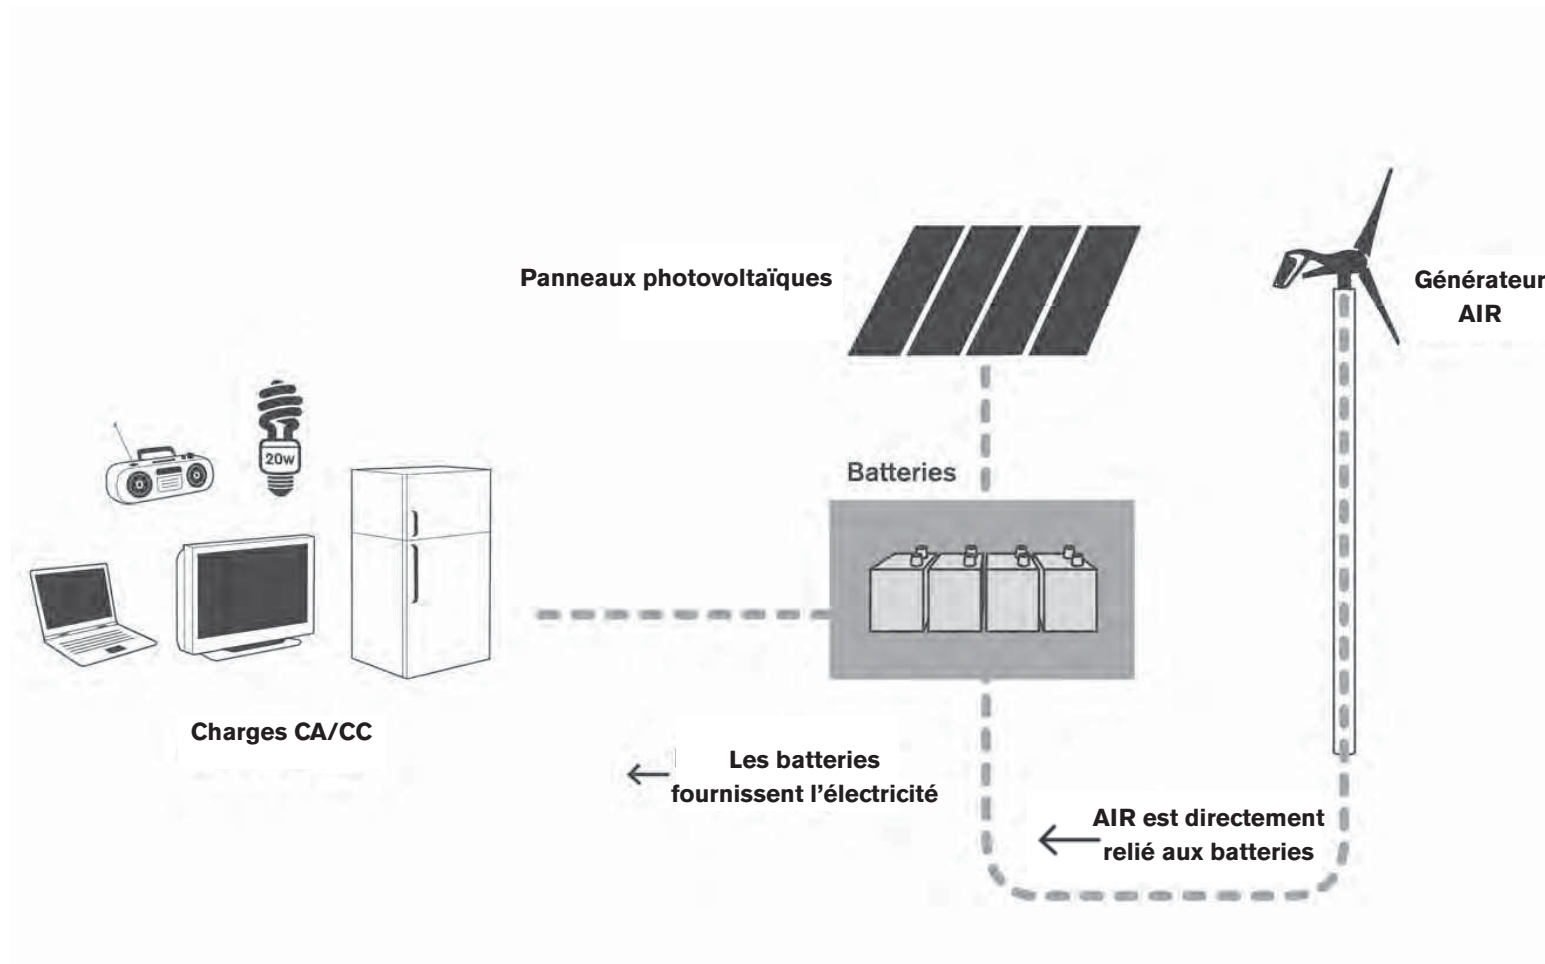 Panneaux photovoltaïques
Générateur
AIR
20w
Batteries
Charges CA/CC
Les batteries
fournissent l'électricité
AIR est directement
relié aux batteries